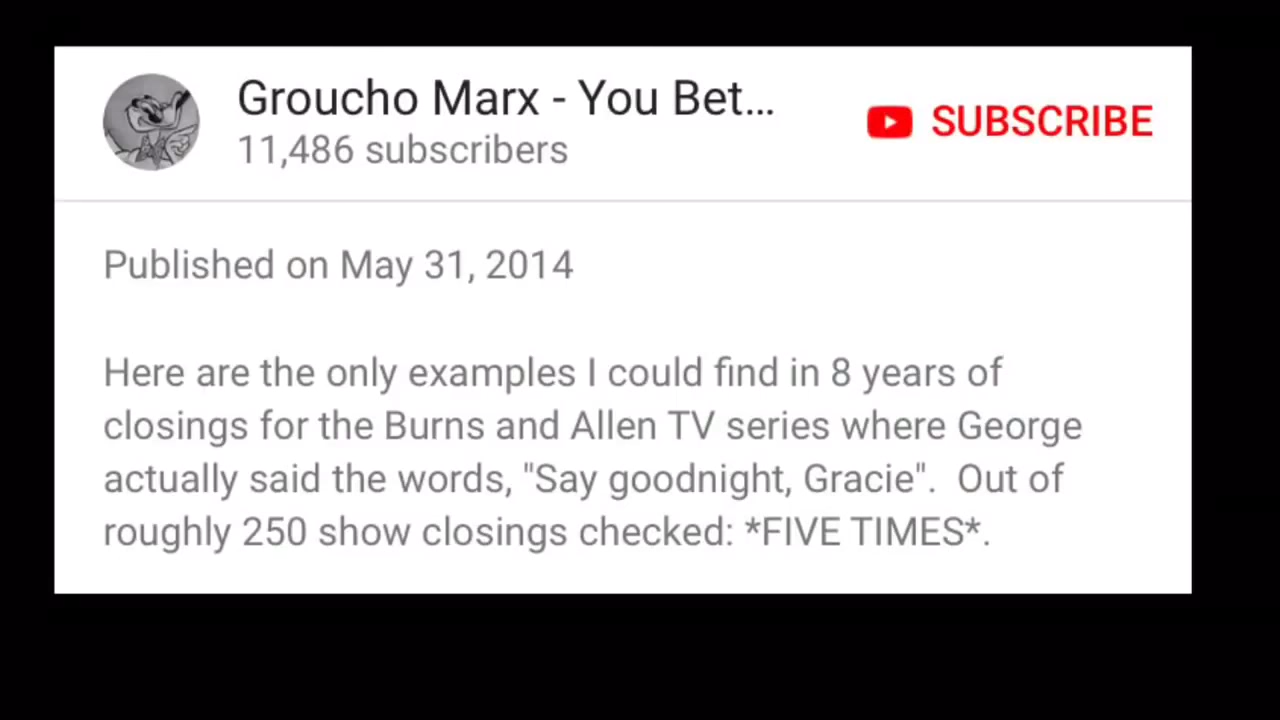 Groucho Marx - You Bet...
11,486 subscribers
SUBSCRIBE
Published on May 31, 2014
Here are the only examples I could find in 8 years of
closings for the Burns and Allen TV series where George
actually said the words, "Say goodnight, Gracie".  Out of
roughly 250 show closings checked: *FIVE TIMES*.